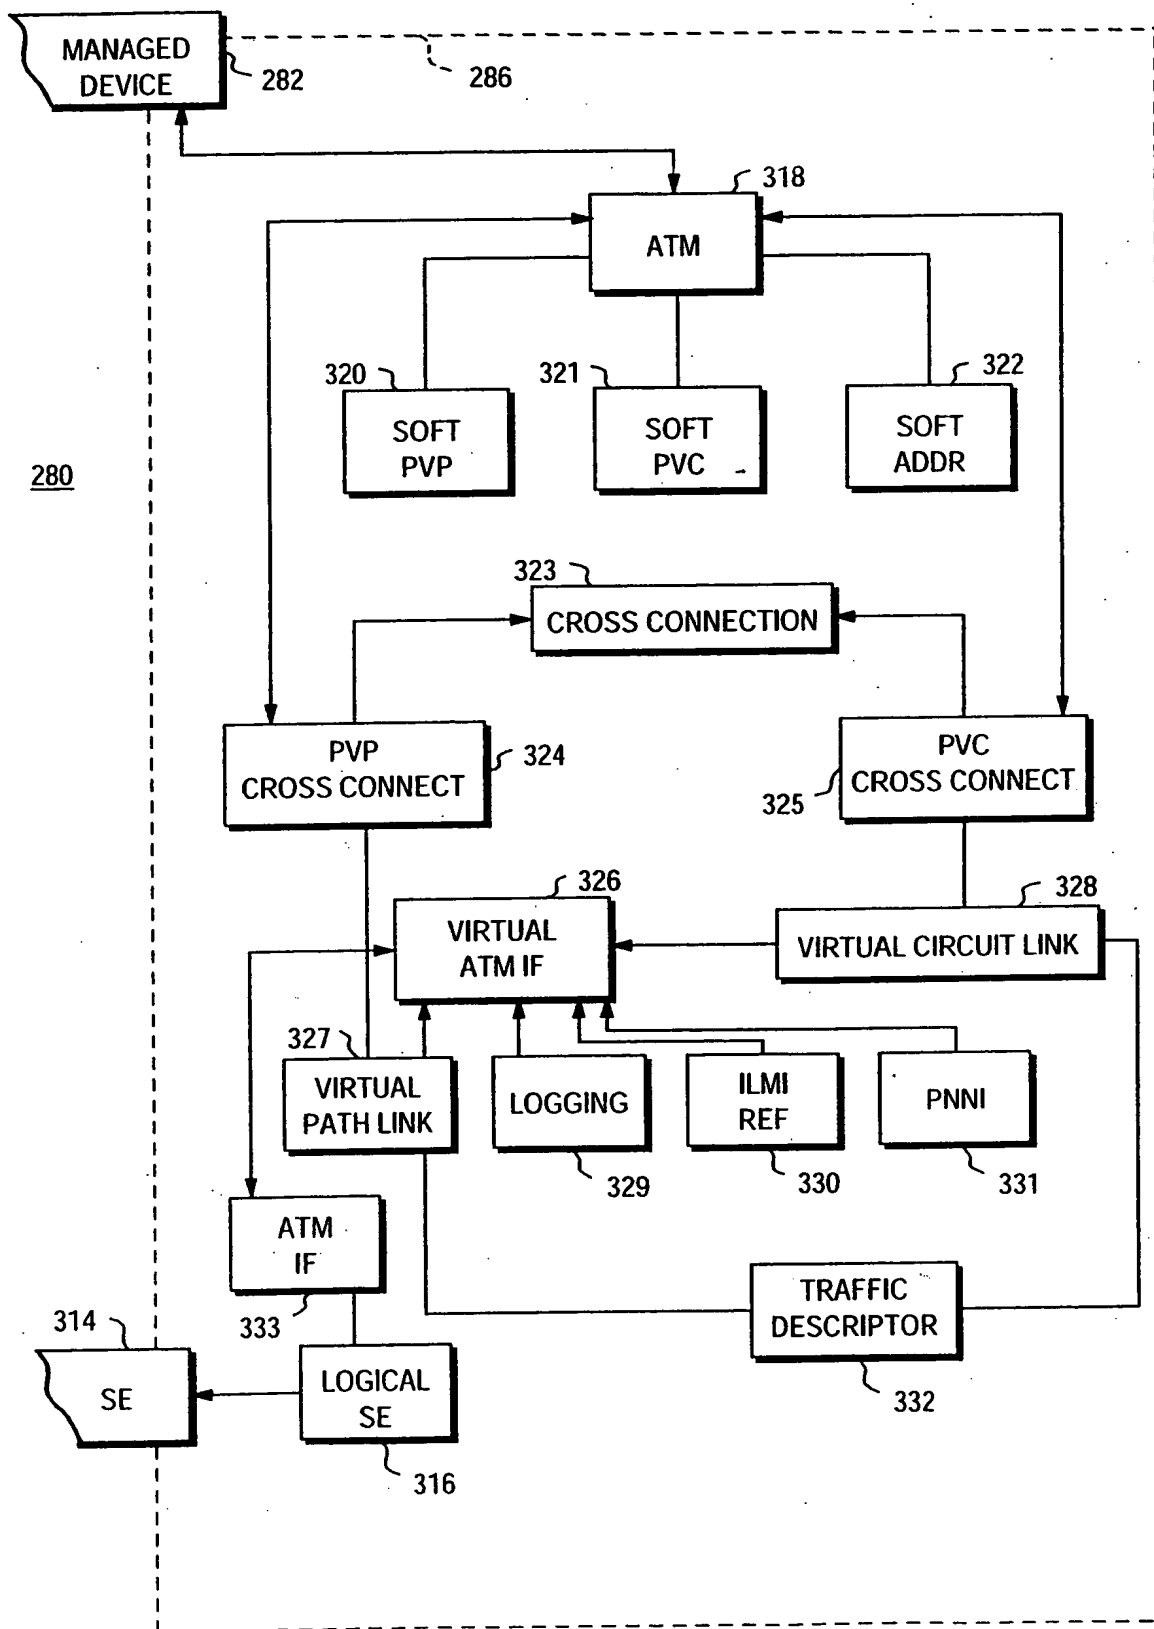 MANAGED
DEVICE
282
286
318
ATM
320
SOFT
PVP
321
SOFT
PVC
322
SOFT
ADDR
280
323
CROSS CONNECTION
PVP
CROSS CONNECT
324
PVC
CROSS CONNECT
325
326
VIRTUAL
ATM IF
328
VIRTUAL CIRCUIT LINK
327
VIRTUAL
PATH LINK
LOGGING
329
ILMI
REF
330
PNNI
331
ATM
IF
333
TRAFFIC
DESCRIPTOR
332
314
SE
LOGICAL
SE
316